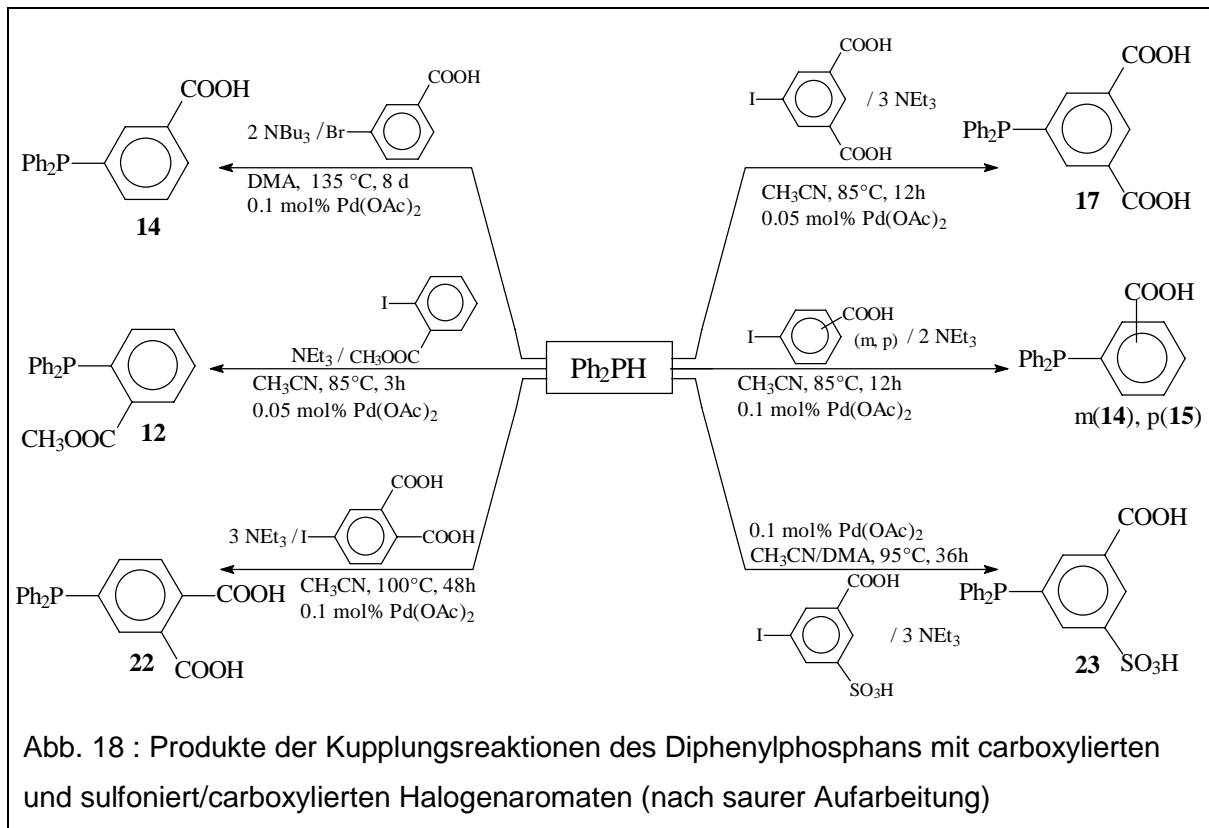 COOH
Ph₂P
14
COOH
2 NBu₃ / Br
DMA, 135 °C, 8 d
0.1 mol% Pd(OAc)₂
COOH
I
/ 3 NEt₃
COOH
CH₃CN, 85°C, 12h
0.05 mol% Pd(OAc)₂
COOH
Ph₂P
COOH
17
Ph₂P
CH₃OOC
12
I
NEt₃ / CH₃OOC
CH₃CN, 85°C, 3h
0.05 mol% Pd(OAc)₂
Ph₂PH
I
COOH
(m, p) / 2 NEt₃
CH₃CN, 85°C, 12h
0.1 mol% Pd(OAc)₂
COOH
Ph₂P
m(14), p(15)
Ph₂P
COOH
COOH
22
COOH
3 NEt₃ / I
COOH
CH₃CN, 100°C, 48h
0.1 mol% Pd(OAc)₂
0.1 mol% Pd(OAc)₂
CH₃CN/DMA, 95°C, 36h
COOH
I
/ 3 NEt₃
SO₃H
COOH
Ph₂P
SO₃H
23
Abb. 18 : Produkte der Kupplungsreaktionen des Diphenylphosphans mit carboxylierten
und sulfoniert/carboxylierten Halogenaromaten (nach saurer Aufarbeitung)